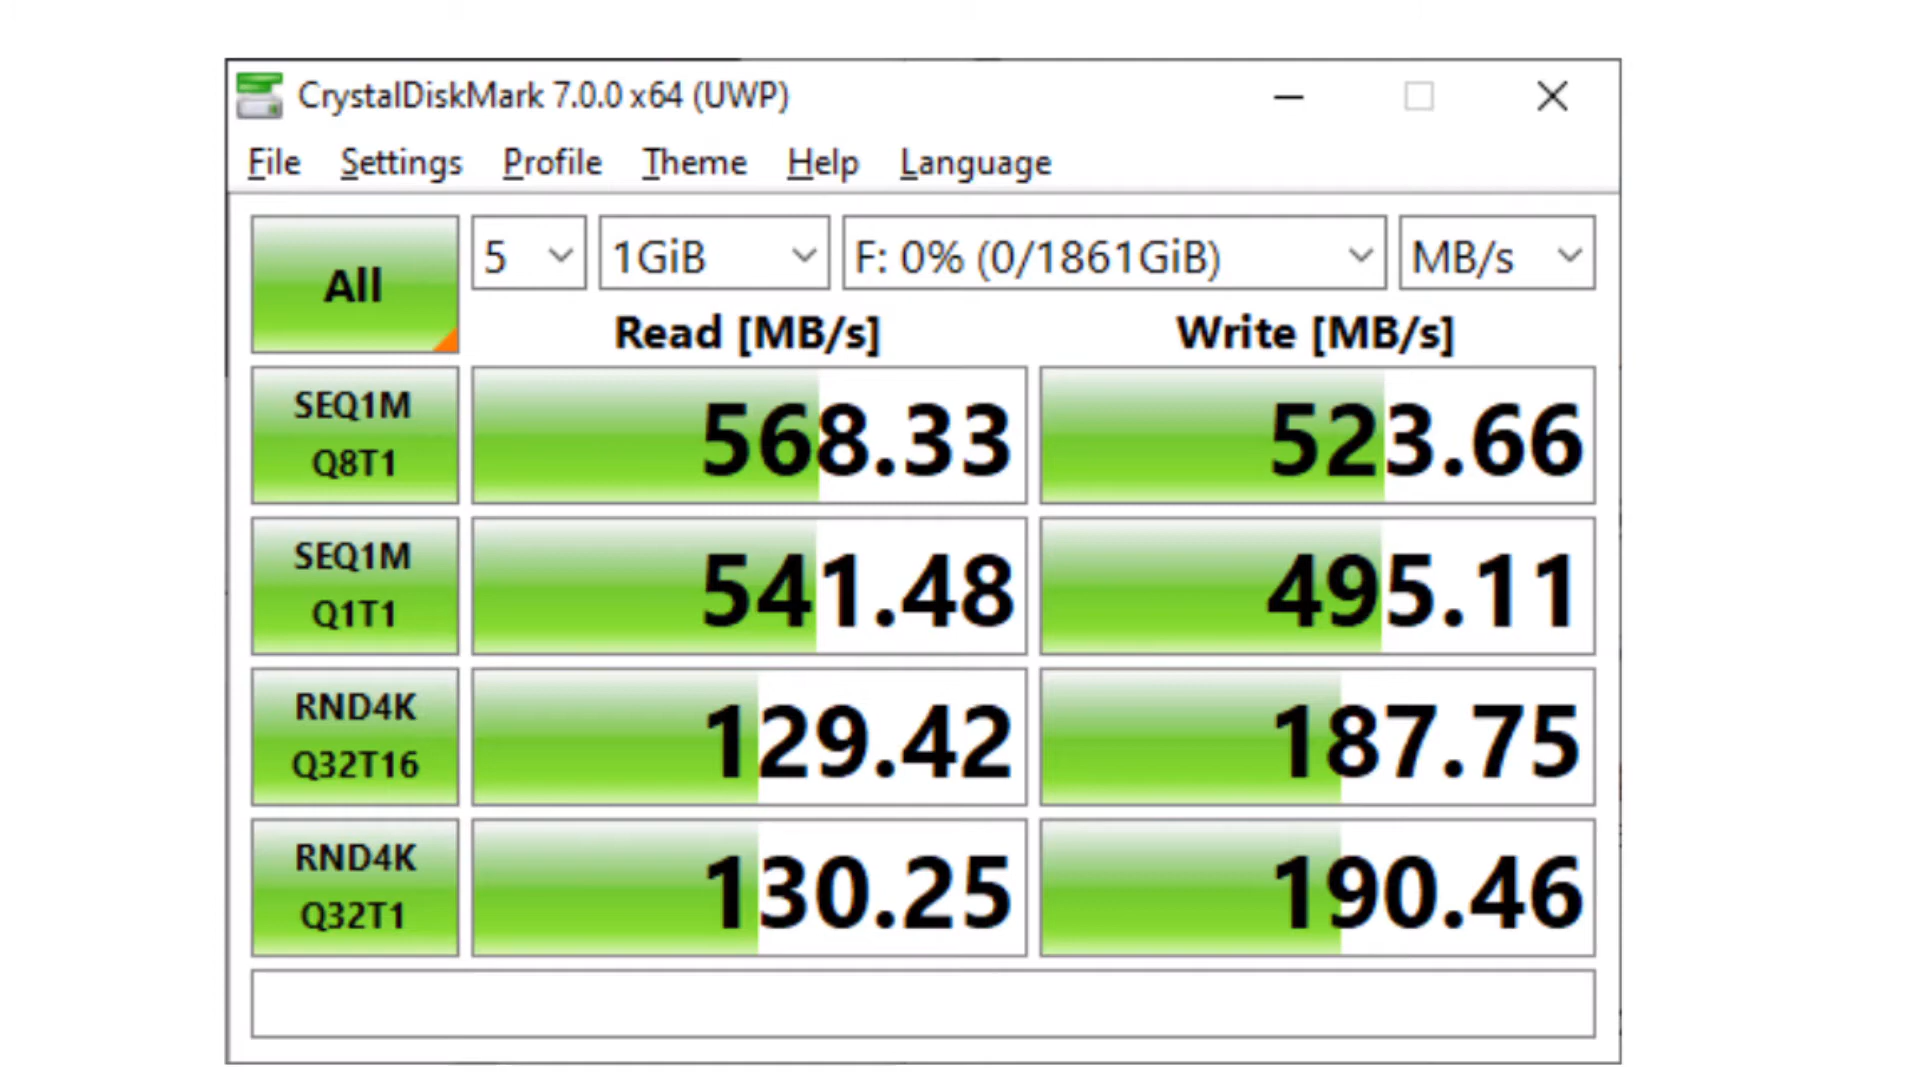 CrystalDiskMark 7.0.0 x64 (UWP)
File Settings Profile Theme Help Language
All 5 1GiB F: 0% (0/1861GiB) MB/s
Read [MB/s] Write [MB/s]
SEQ1M
Q8T1
568.33 523.66
SEQ1M
Q1T1
541.48 495.11
RND4K
Q32T16
129.42 187.75
RND4K
Q32T1
130.25 190.46